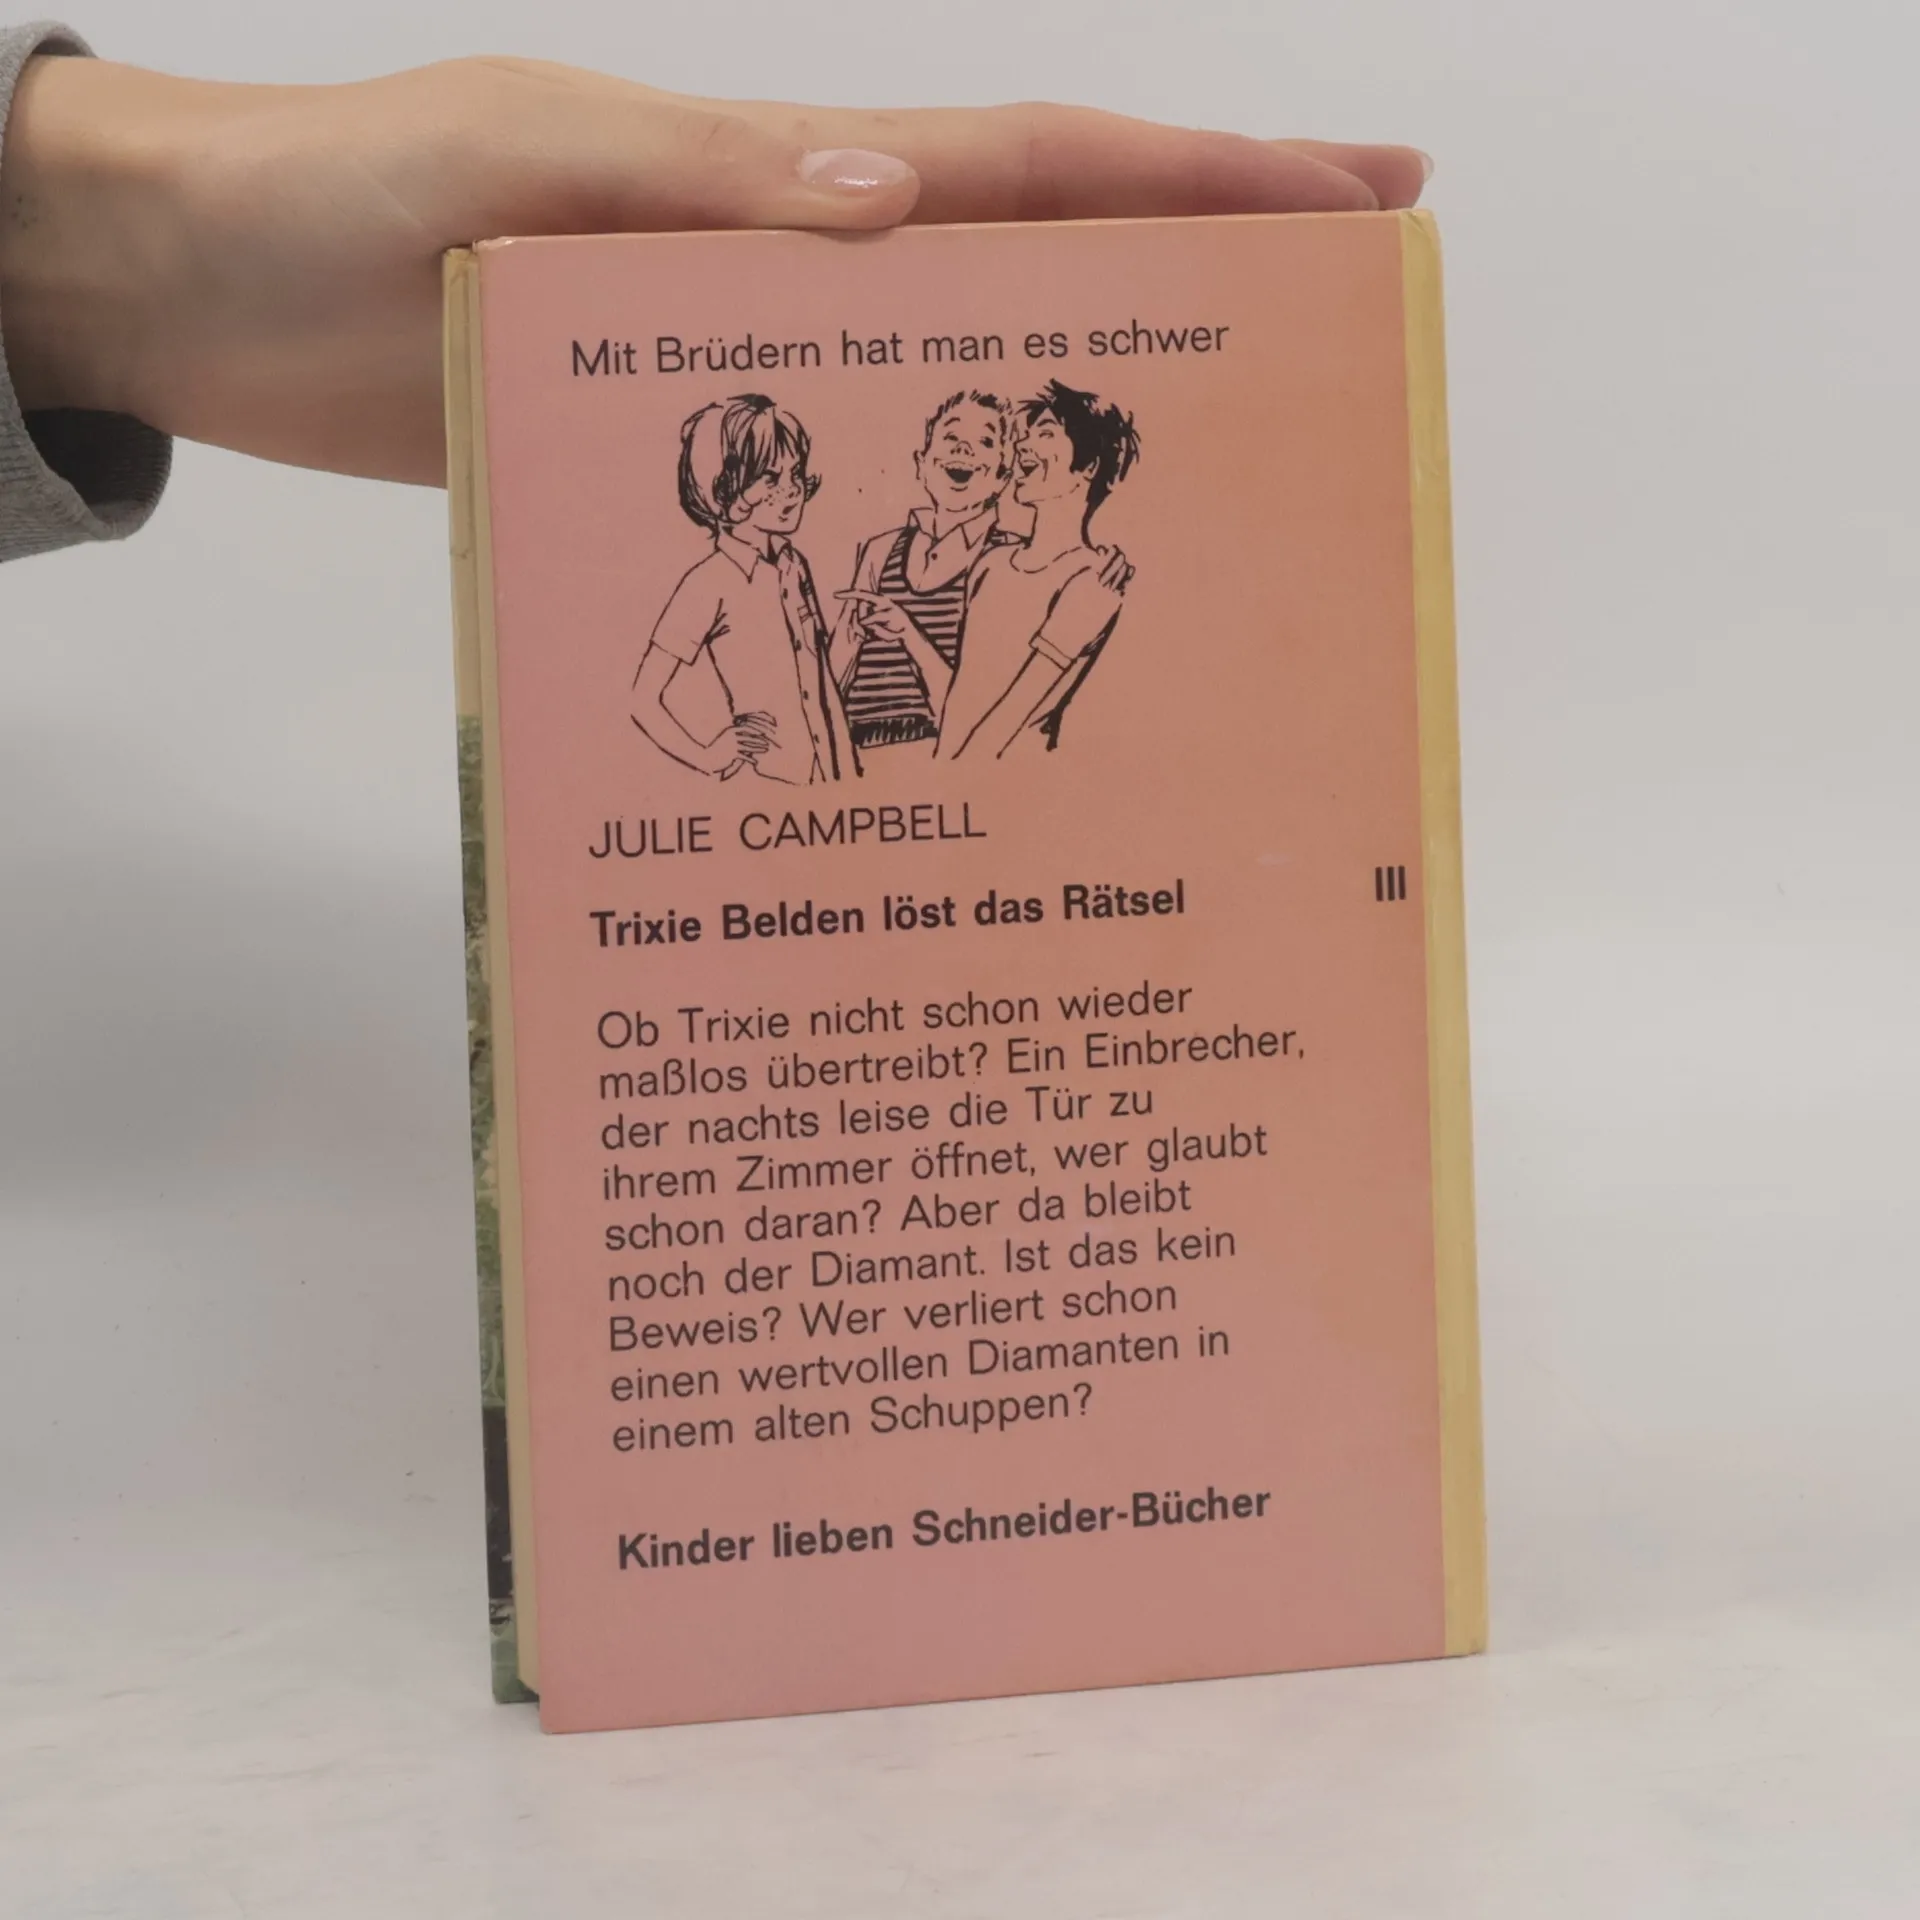 Mit Brüdern hat man es schwer
JULIE CAMPBELL
Trixie Belden löst das Rätsel
III
Ob Trixie nicht schon wieder
maßlos übertreibt? Ein Einbrecher,
der nachts leise die Tür zu
ihrem Zimmer öffnet, wer glaubt
schon daran? Aber da bleibt
noch der Diamant. Ist das kein
Beweis? Wer verliert schon
einen wertvollen Diamanten in
einem alten Schuppen?
Kinder lieben Schneider-Bücher